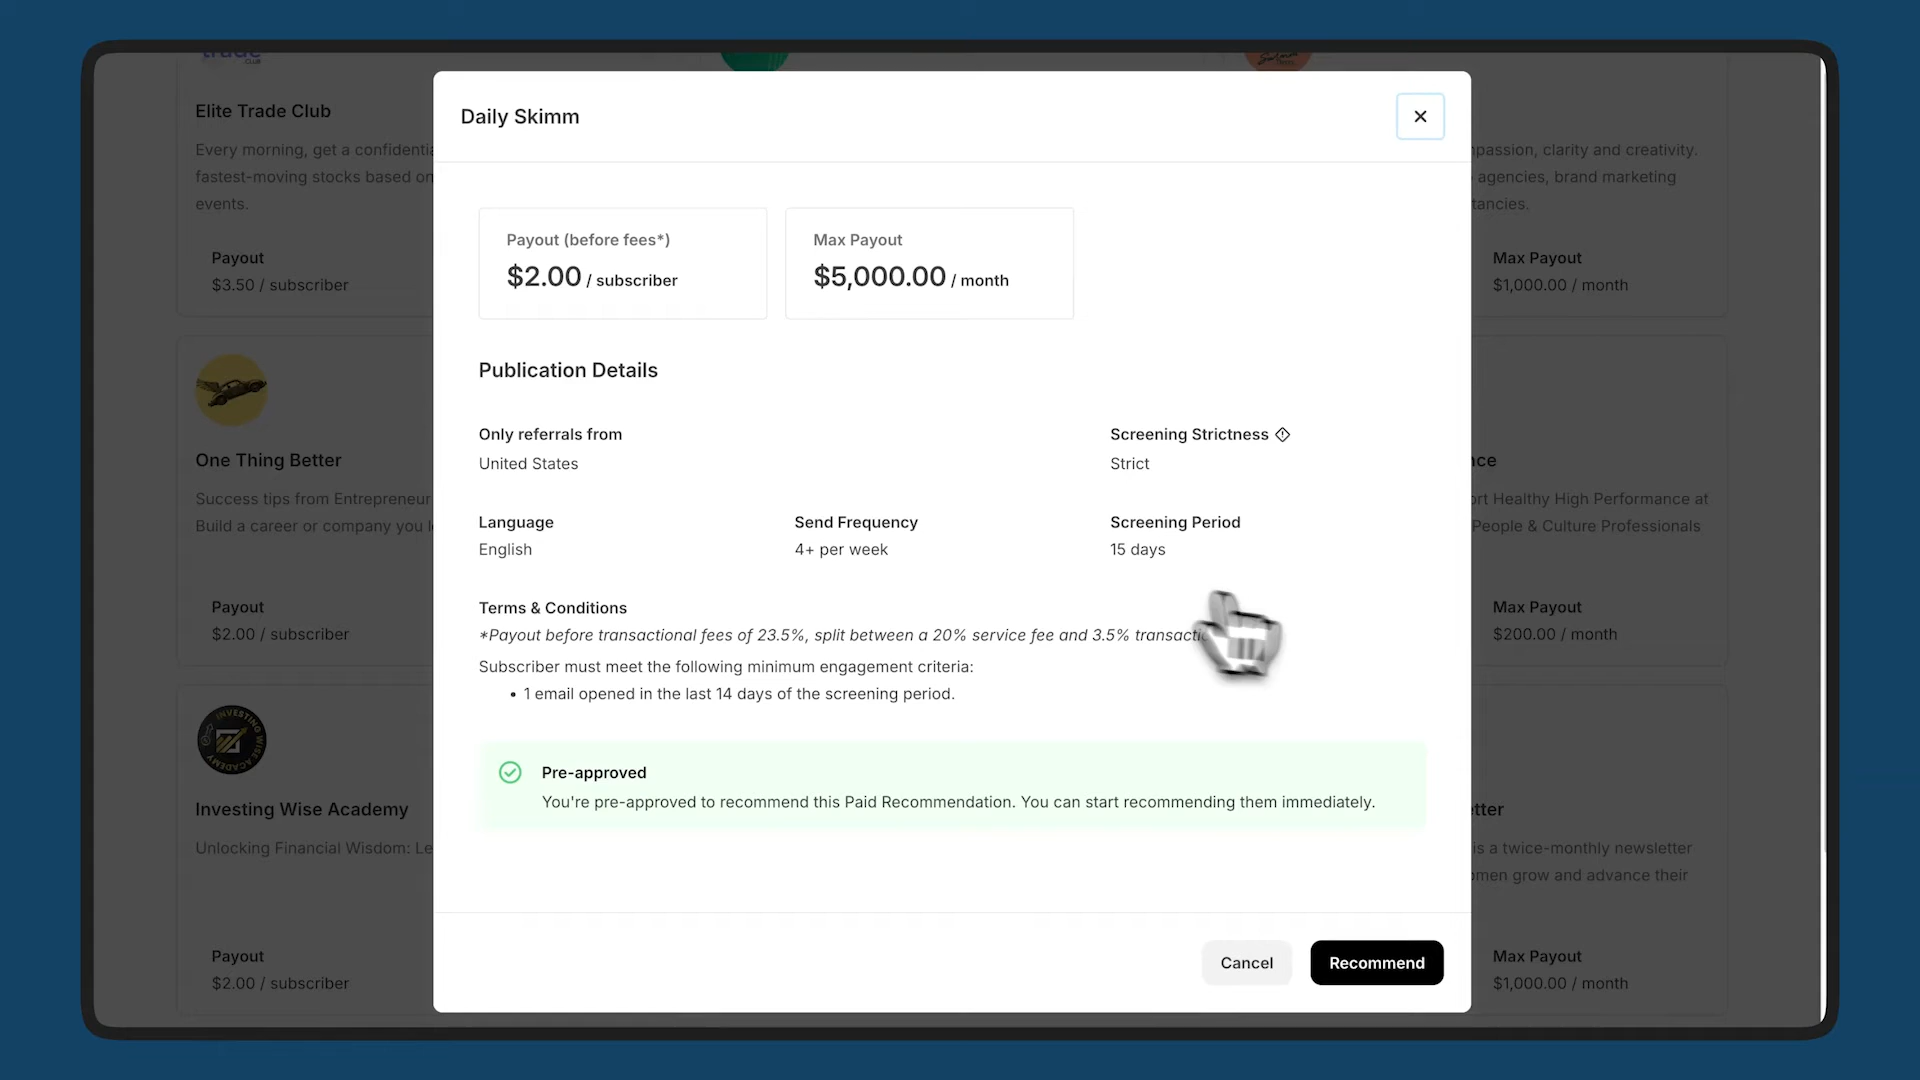 trade
CLUB
Elite Trade Club
Every morning, get a confidentia
fastest-moving stocks based on
events.
Payout
$3.50 / subscriber
One Thing Better
Success tips from Entrepreneur
Build a career or company you l
Payout
$2.00 / subscriber
INVESTING WISE ACADEMY
Investing Wise Academy
Unlocking Financial Wisdom: Le
Payout
$2.00 / subscriber
Daily Skimm
Payout (before fees*)
$2.00 / subscriber
Max Payout
$5,000.00 / month
Publication Details
Only referrals from
United States
Screening Strictness
Strict
Language
English
Send Frequency
4+ per week
Screening Period
15 days
Terms & Conditions
*Payout before transactional fees of 23.5%, split between a 20% service fee and 3.5% transacti
Subscriber must meet the following minimum engagement criteria:
• 1 email opened in the last 14 days of the screening period.
Pre-approved
You're pre-approved to recommend this Paid Recommendation. You can start recommending them immediately.
Cancel
Recommend
passion, clarity and creativity.
agencies, brand marketing
tancies.
Max Payout
$1,000.00 / month
nce
ort Healthy High Performance at
People & Culture Professionals
Max Payout
$200.00 / month
tter
is a twice-monthly newsletter
omen grow and advance their
Max Payout
$1,000.00 / month